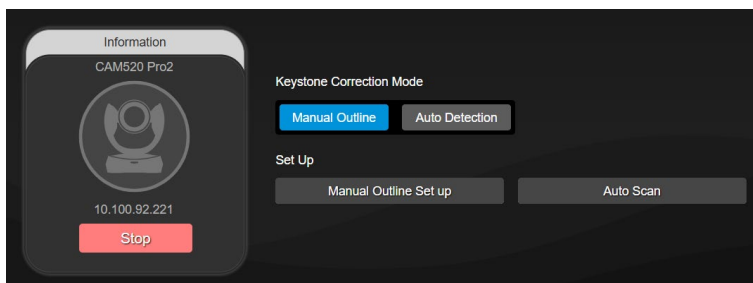 Information
CAM520 Pro2
10.100.92.221
Stop
Keystone Correction Mode
Manual Outline Auto Detection
Set Up
Manual Outline Set up Auto Scan